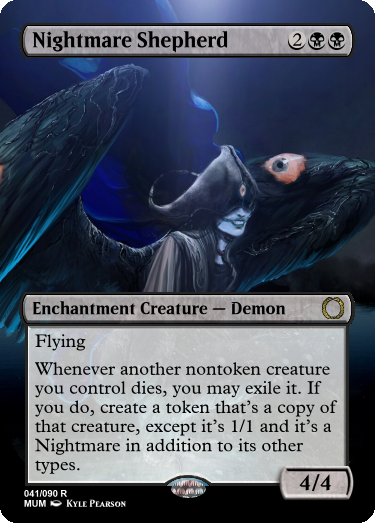 Nightmare Shepherd 2
Enchantment Creature — Demon
Flying
Whenever another nontoken creature
you control dies, you may exile it. If
you do, create a token that's a copy of
that creature, except it's 1/1 and it's a
Nightmare in addition to its other
types.
4/4
041/090 R
MUM Kyle Pearson